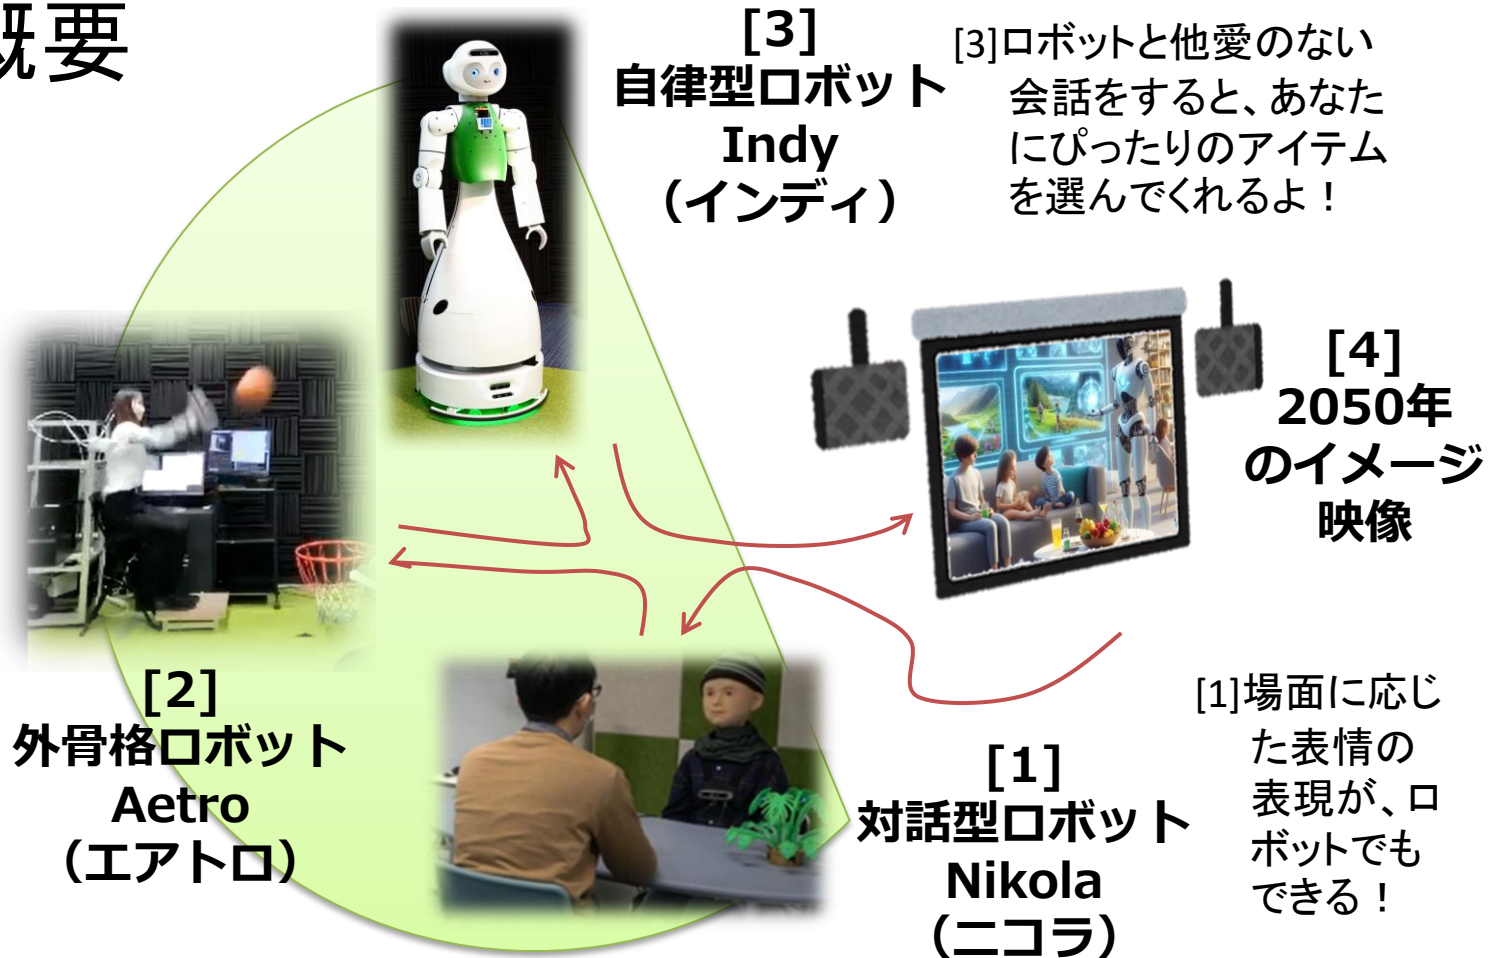 概要
[3]
自律型ロボット
Indy
（インディ）
[3]ロボットと他愛のない
会話をすると、あなた
にぴったりのアイテム
を選んでくれるよ！
[4]
2050年
のイメージ
映像
[2]
外骨格ロボット
Aetro
（エアトロ）
[1]
対話型ロボット
Nikola
（ニコラ）
[1]場面に応じ
た表情の
表現が、ロ
ボットでも
できる！